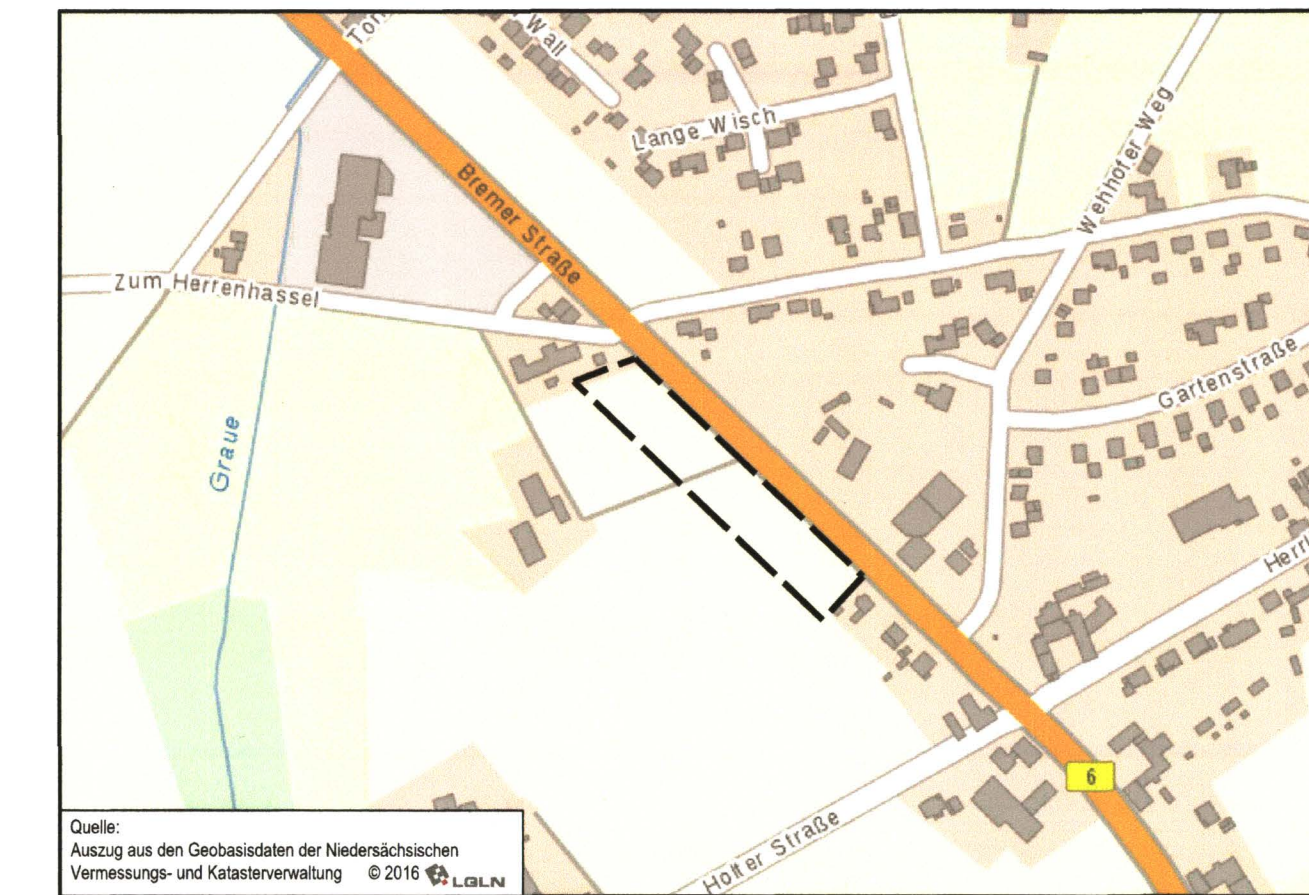 Wall
Lange Wisch
Wehhofer Weg
Bremer Straße
Zum Herrenhassel
Gartenstraße
Graue
6
Holter Straße
Quelle:
Auszug aus den Geobasisdaten der Niedersächsischen
Vermessungs- und Katasterverwaltung © 2016 LGLN